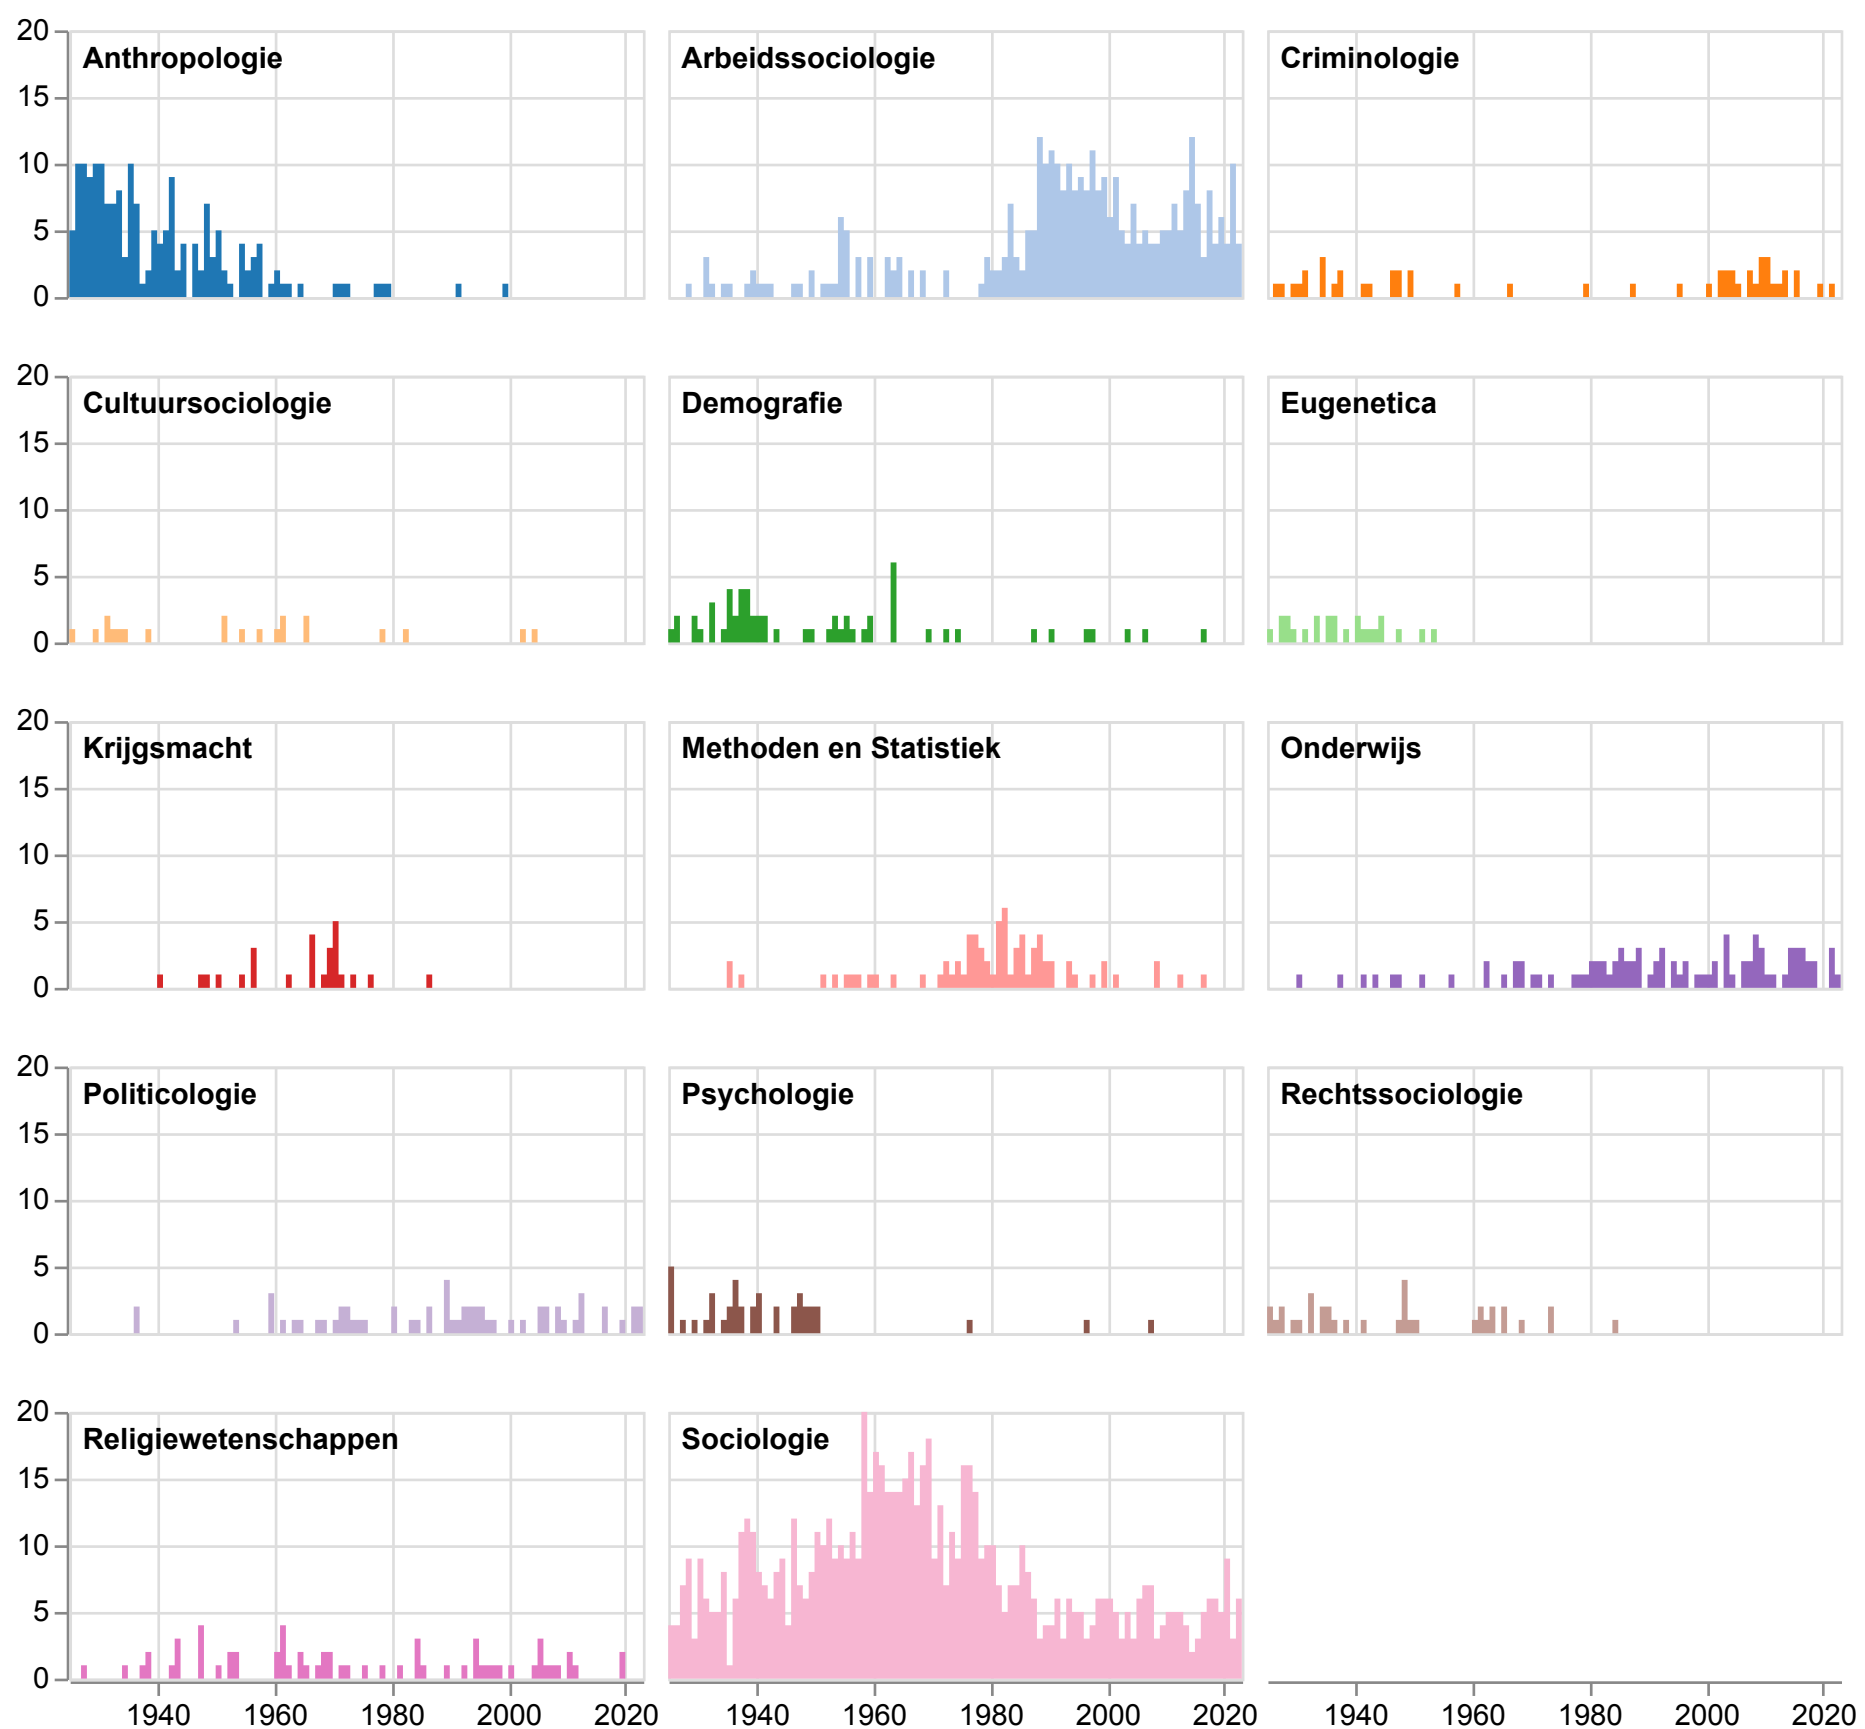 20
Anthropologie
Arbeidssociologie
Criminologie
15
10
5
0
20
Cultuursociologie
Demografie
Eugenetica
15
10
5
0
20
Krijgsmacht
Methoden en Statistiek
Onderwijs
15
10
5
0
20
Politicologie
Psychologie
Rechtssociologie
15
10
5
0
20
Religiewetenschappen
Sociologie
15
10
5
0
1940 1960 1980 2000 2020
1940 1960 1980 2000 2020
1940 1960 1980 2000 2020